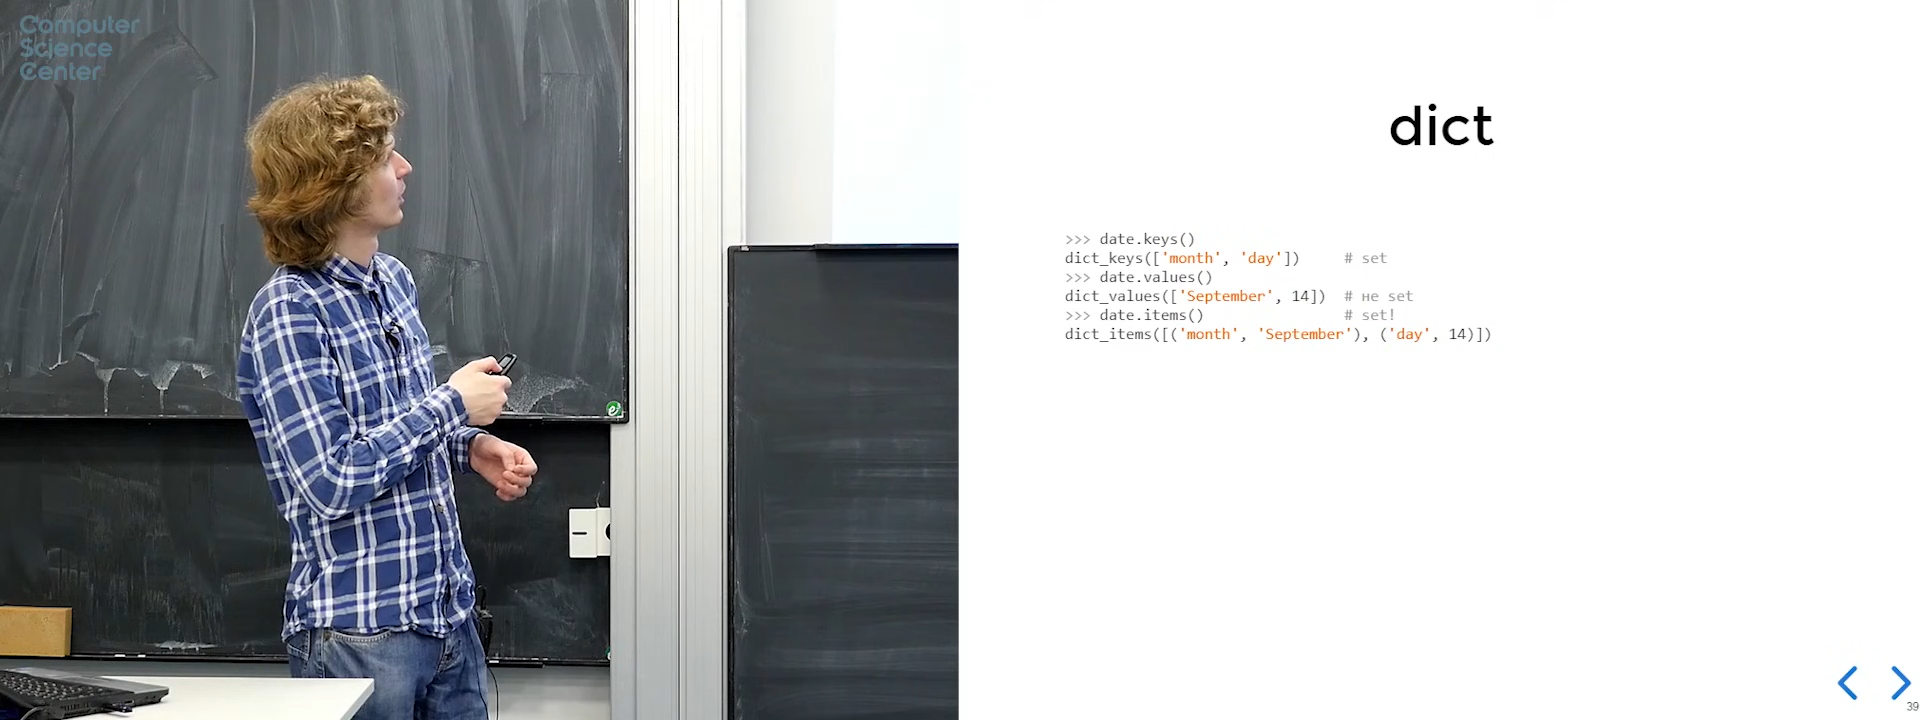 Computer
Science
Center
dict
>>> date.keys()
dict_keys(['month', 'day'])     # set
>>> date.values()
dict_values(['September', 14])  # не set
>>> date.items()                # set!
dict_items([('month', 'September'), ('day', 14)])
39